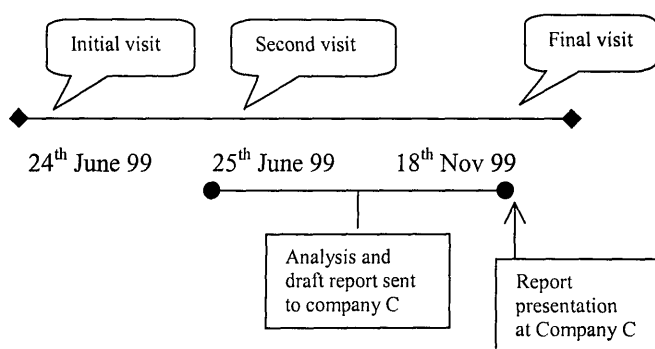 Initial visit
Second visit
Final visit
24th June 99
25th June 99
18th Nov 99
Analysis and
draft report sent
to company C
Report
presentation
at Company C